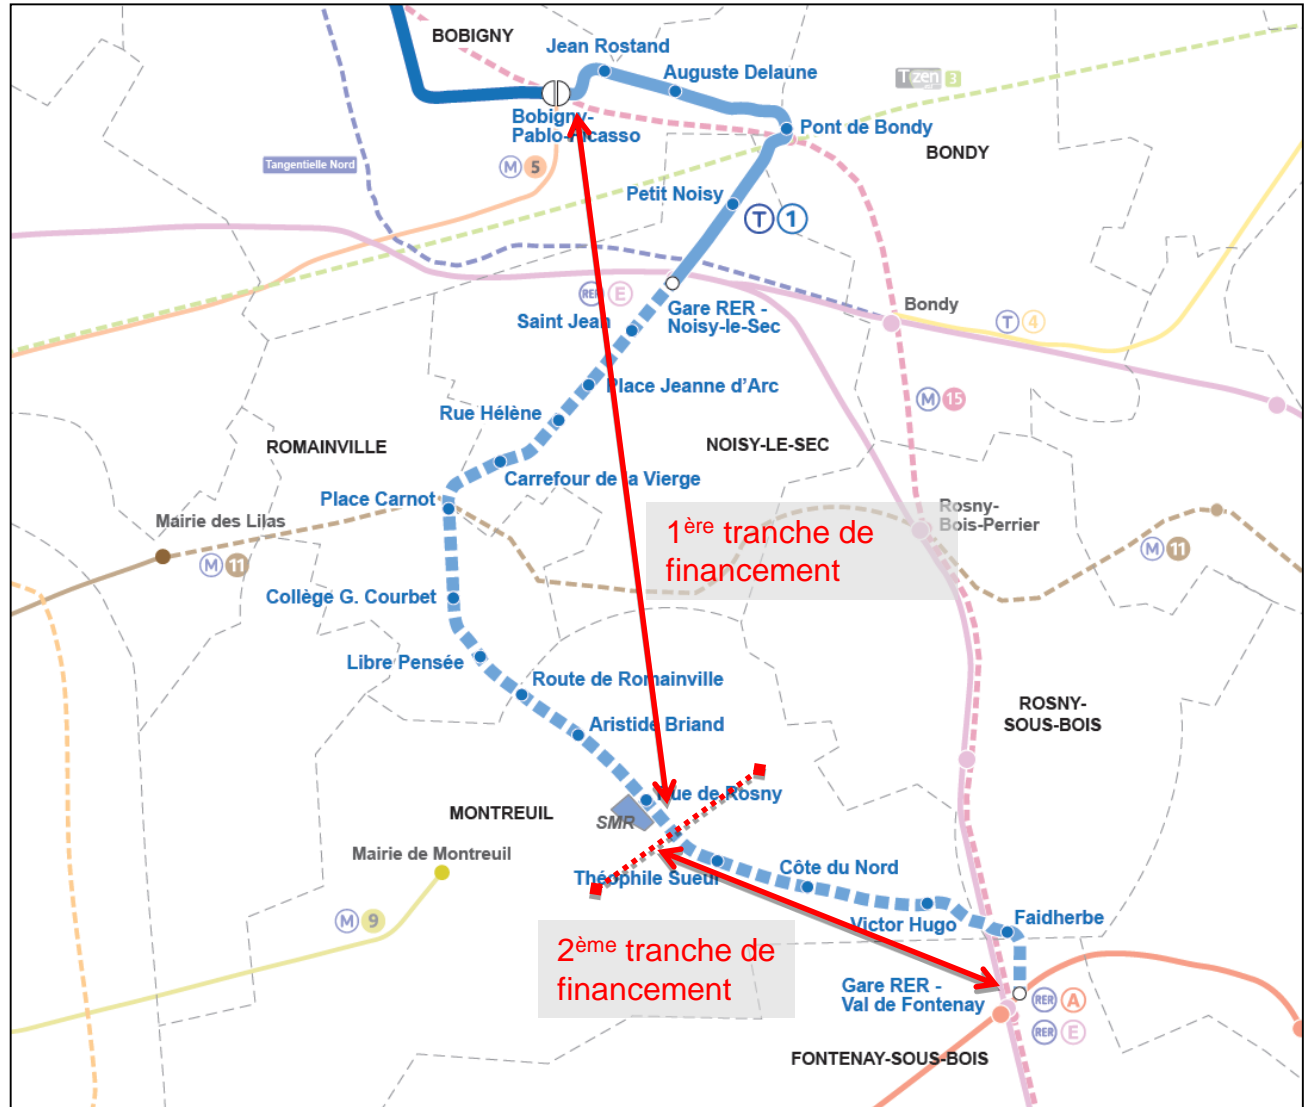 BOBIGNY
Jean Rostand
Auguste Delaune
T zen 3
Bobigny-
Pablo-Picasso
Pont de Bondy
BONDY
Tangentielle Nord
M 5
Petit Noisy
T 1
RER E
Gare RER -
Noisy-le-Sec
Bondy
Saint Jean
T 4
Place Jeanne d'Arc
M 15
Rue Hélène
ROMAINVILLE
NOISY-LE-SEC
Carrefour de la Vierge
Place Carnot
Mairie des Lilas
Rosny-
Bois-Perrier
1ère tranche de
financement
M 11
M 11
Collège G. Courbet
Libre Pensée
Route de Romainville
ROSNY-
SOUS-BOIS
Aristide Briand
Rue de Rosny
MONTREUIL
SMR
Mairie de Montreuil
Théophile Sueur
Côte du Nord
M 9
Victor Hugo
Faidherbe
2ème tranche de
financement
Gare RER -
Val de Fontenay
RER A
RER E
FONTENAY-SOUS-BOIS